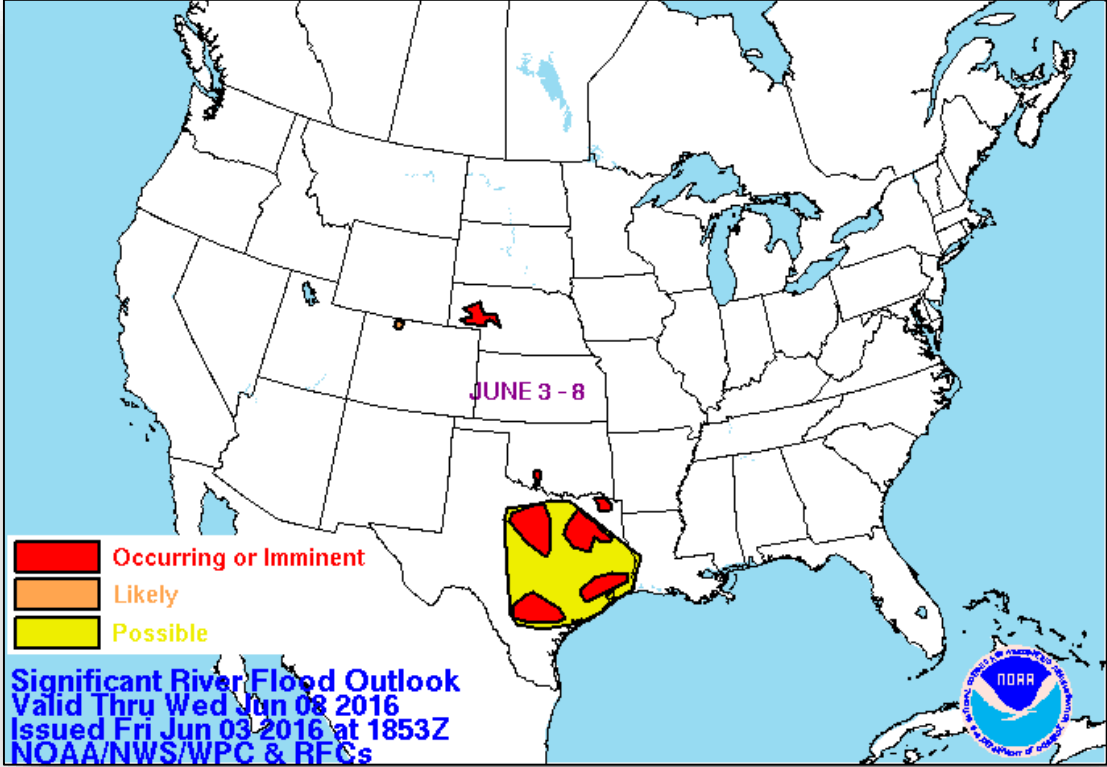 JUNE 3 - 8
Occurring or Imminent
Likely
Possible
Significant River Flood Outlook
Valid Thru Wed Jun 08 2016
Issued Fri Jun 03 2016 at 1853Z
NOAA/NWS/WPC & RFCs
NOAA